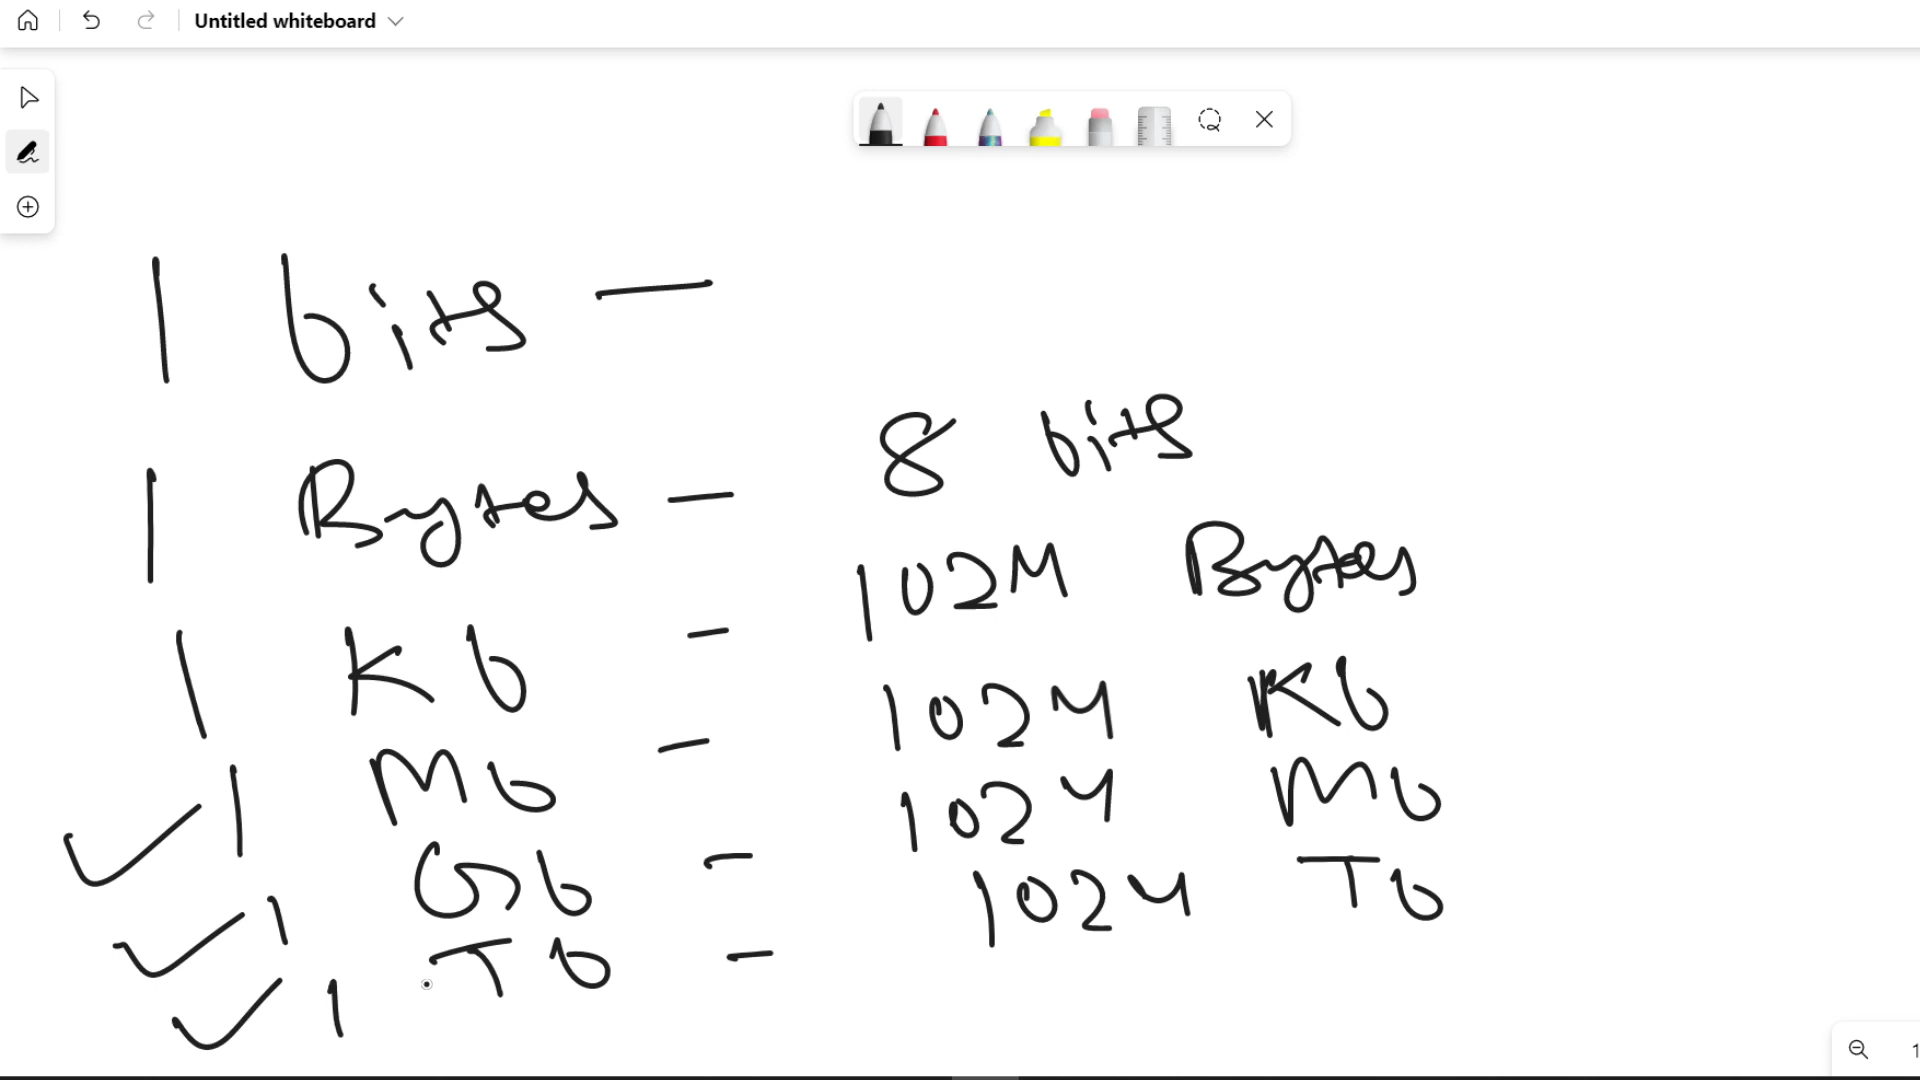 Untitled whiteboard
1 bits —
1 Bytes — 8 bits
1 Kb - 1024 Bytes
1 Mb - 1024 Kb
1 Gb - 1024 Mb
1 Tb - 1024 Tb
1